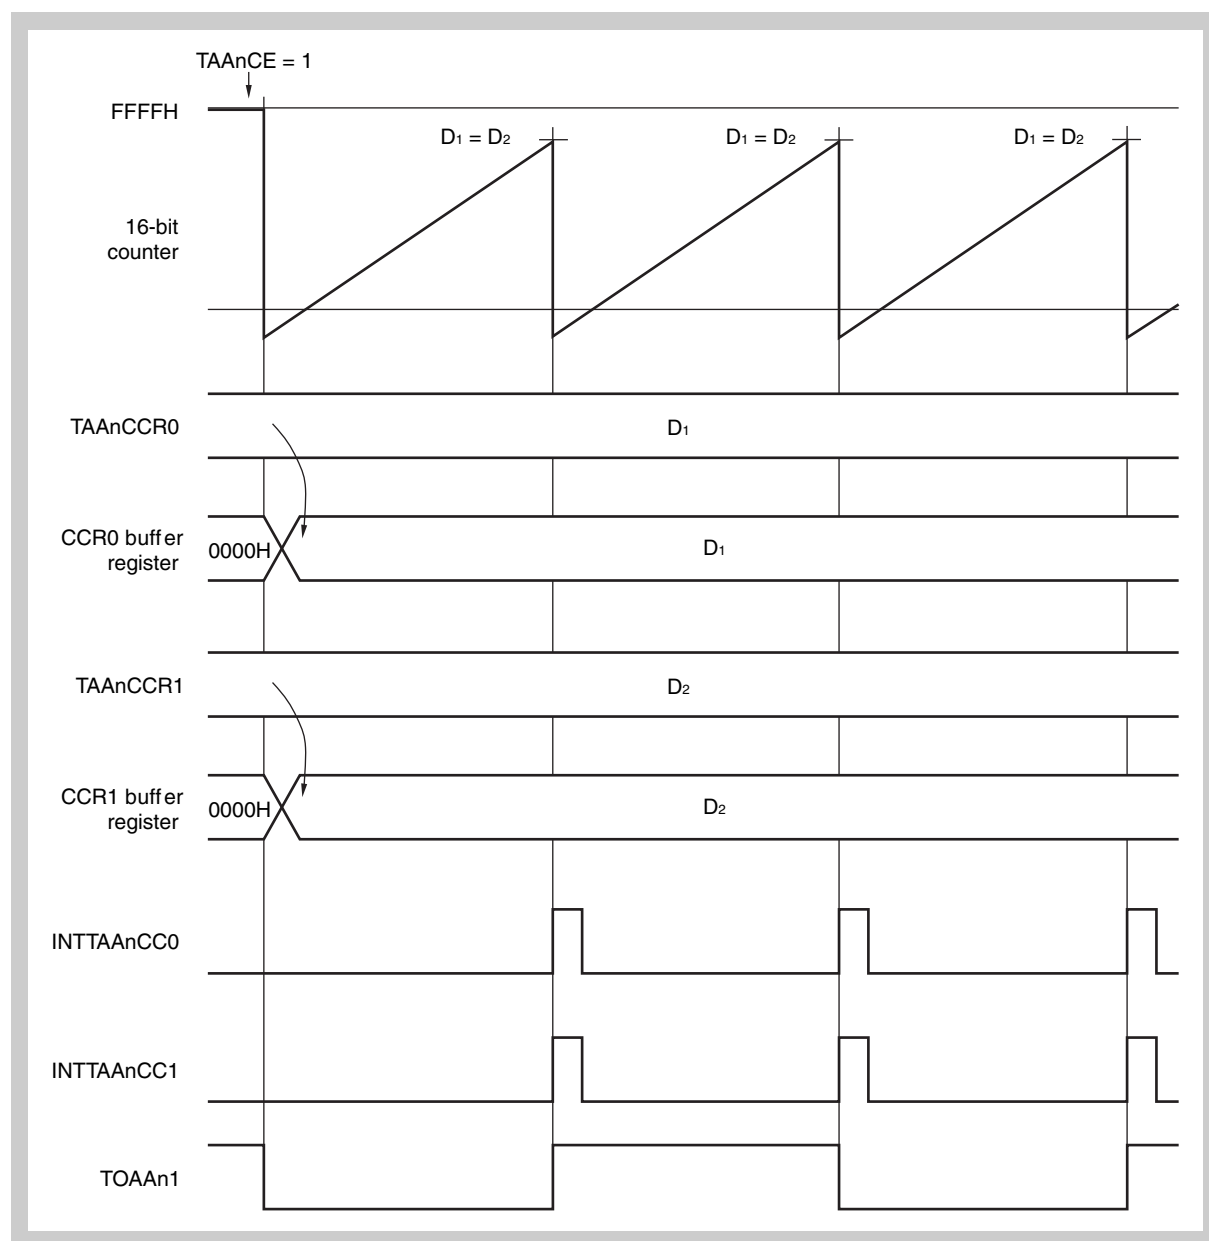 TAAnCE = 1
FFFFH
D1 = D2
D1 = D2
D1 = D2
16-bit
counter
TAAnCCR0
D1
CCR0 buffer
register
0000H
D1
TAAnCCR1
D2
CCR1 buffer
register
0000H
D2
INTTAAnCC0
INTTAAnCC1
TOAAn1